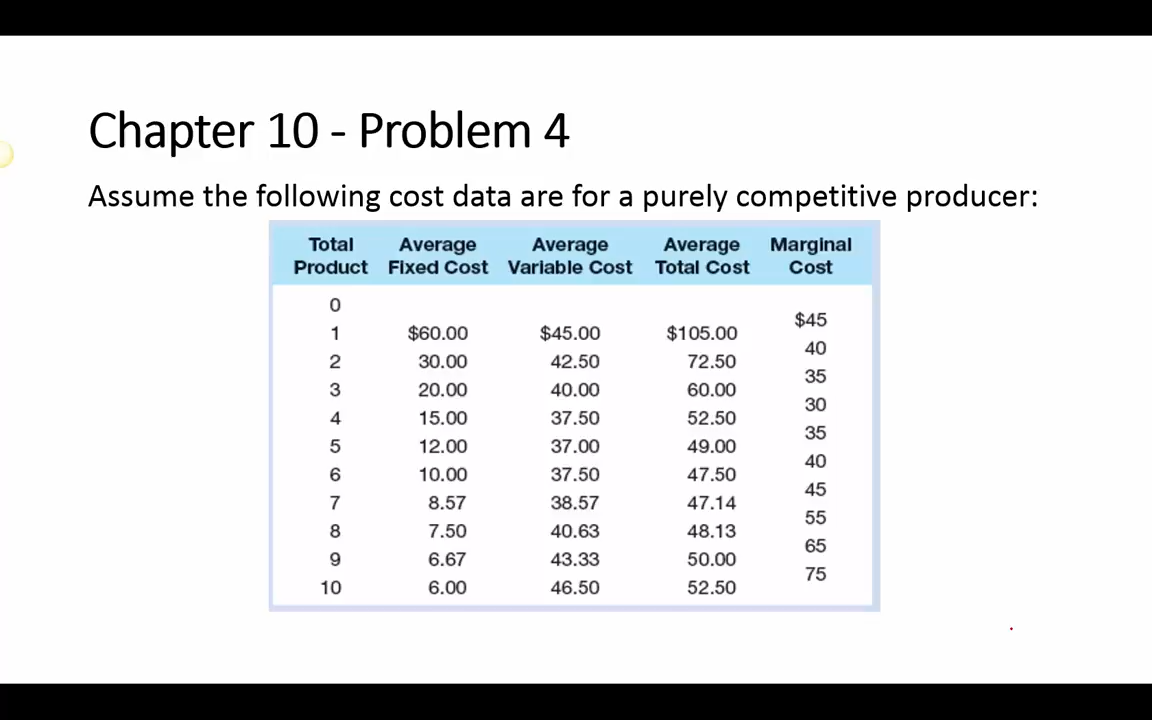 Chapter 10 - Problem 4
Assume the following cost data are for a purely competitive producer:
Total Product Average Fixed Cost Average Variable Cost Average Total Cost Marginal Cost
0
$45
1 $60.00 $45.00 $105.00
40
2 30.00 42.50 72.50
35
3 20.00 40.00 60.00
30
4 15.00 37.50 52.50
35
5 12.00 37.00 49.00
40
6 10.00 37.50 47.50
45
7 8.57 38.57 47.14
55
8 7.50 40.63 48.13
65
9 6.67 43.33 50.00
75
10 6.00 46.50 52.50